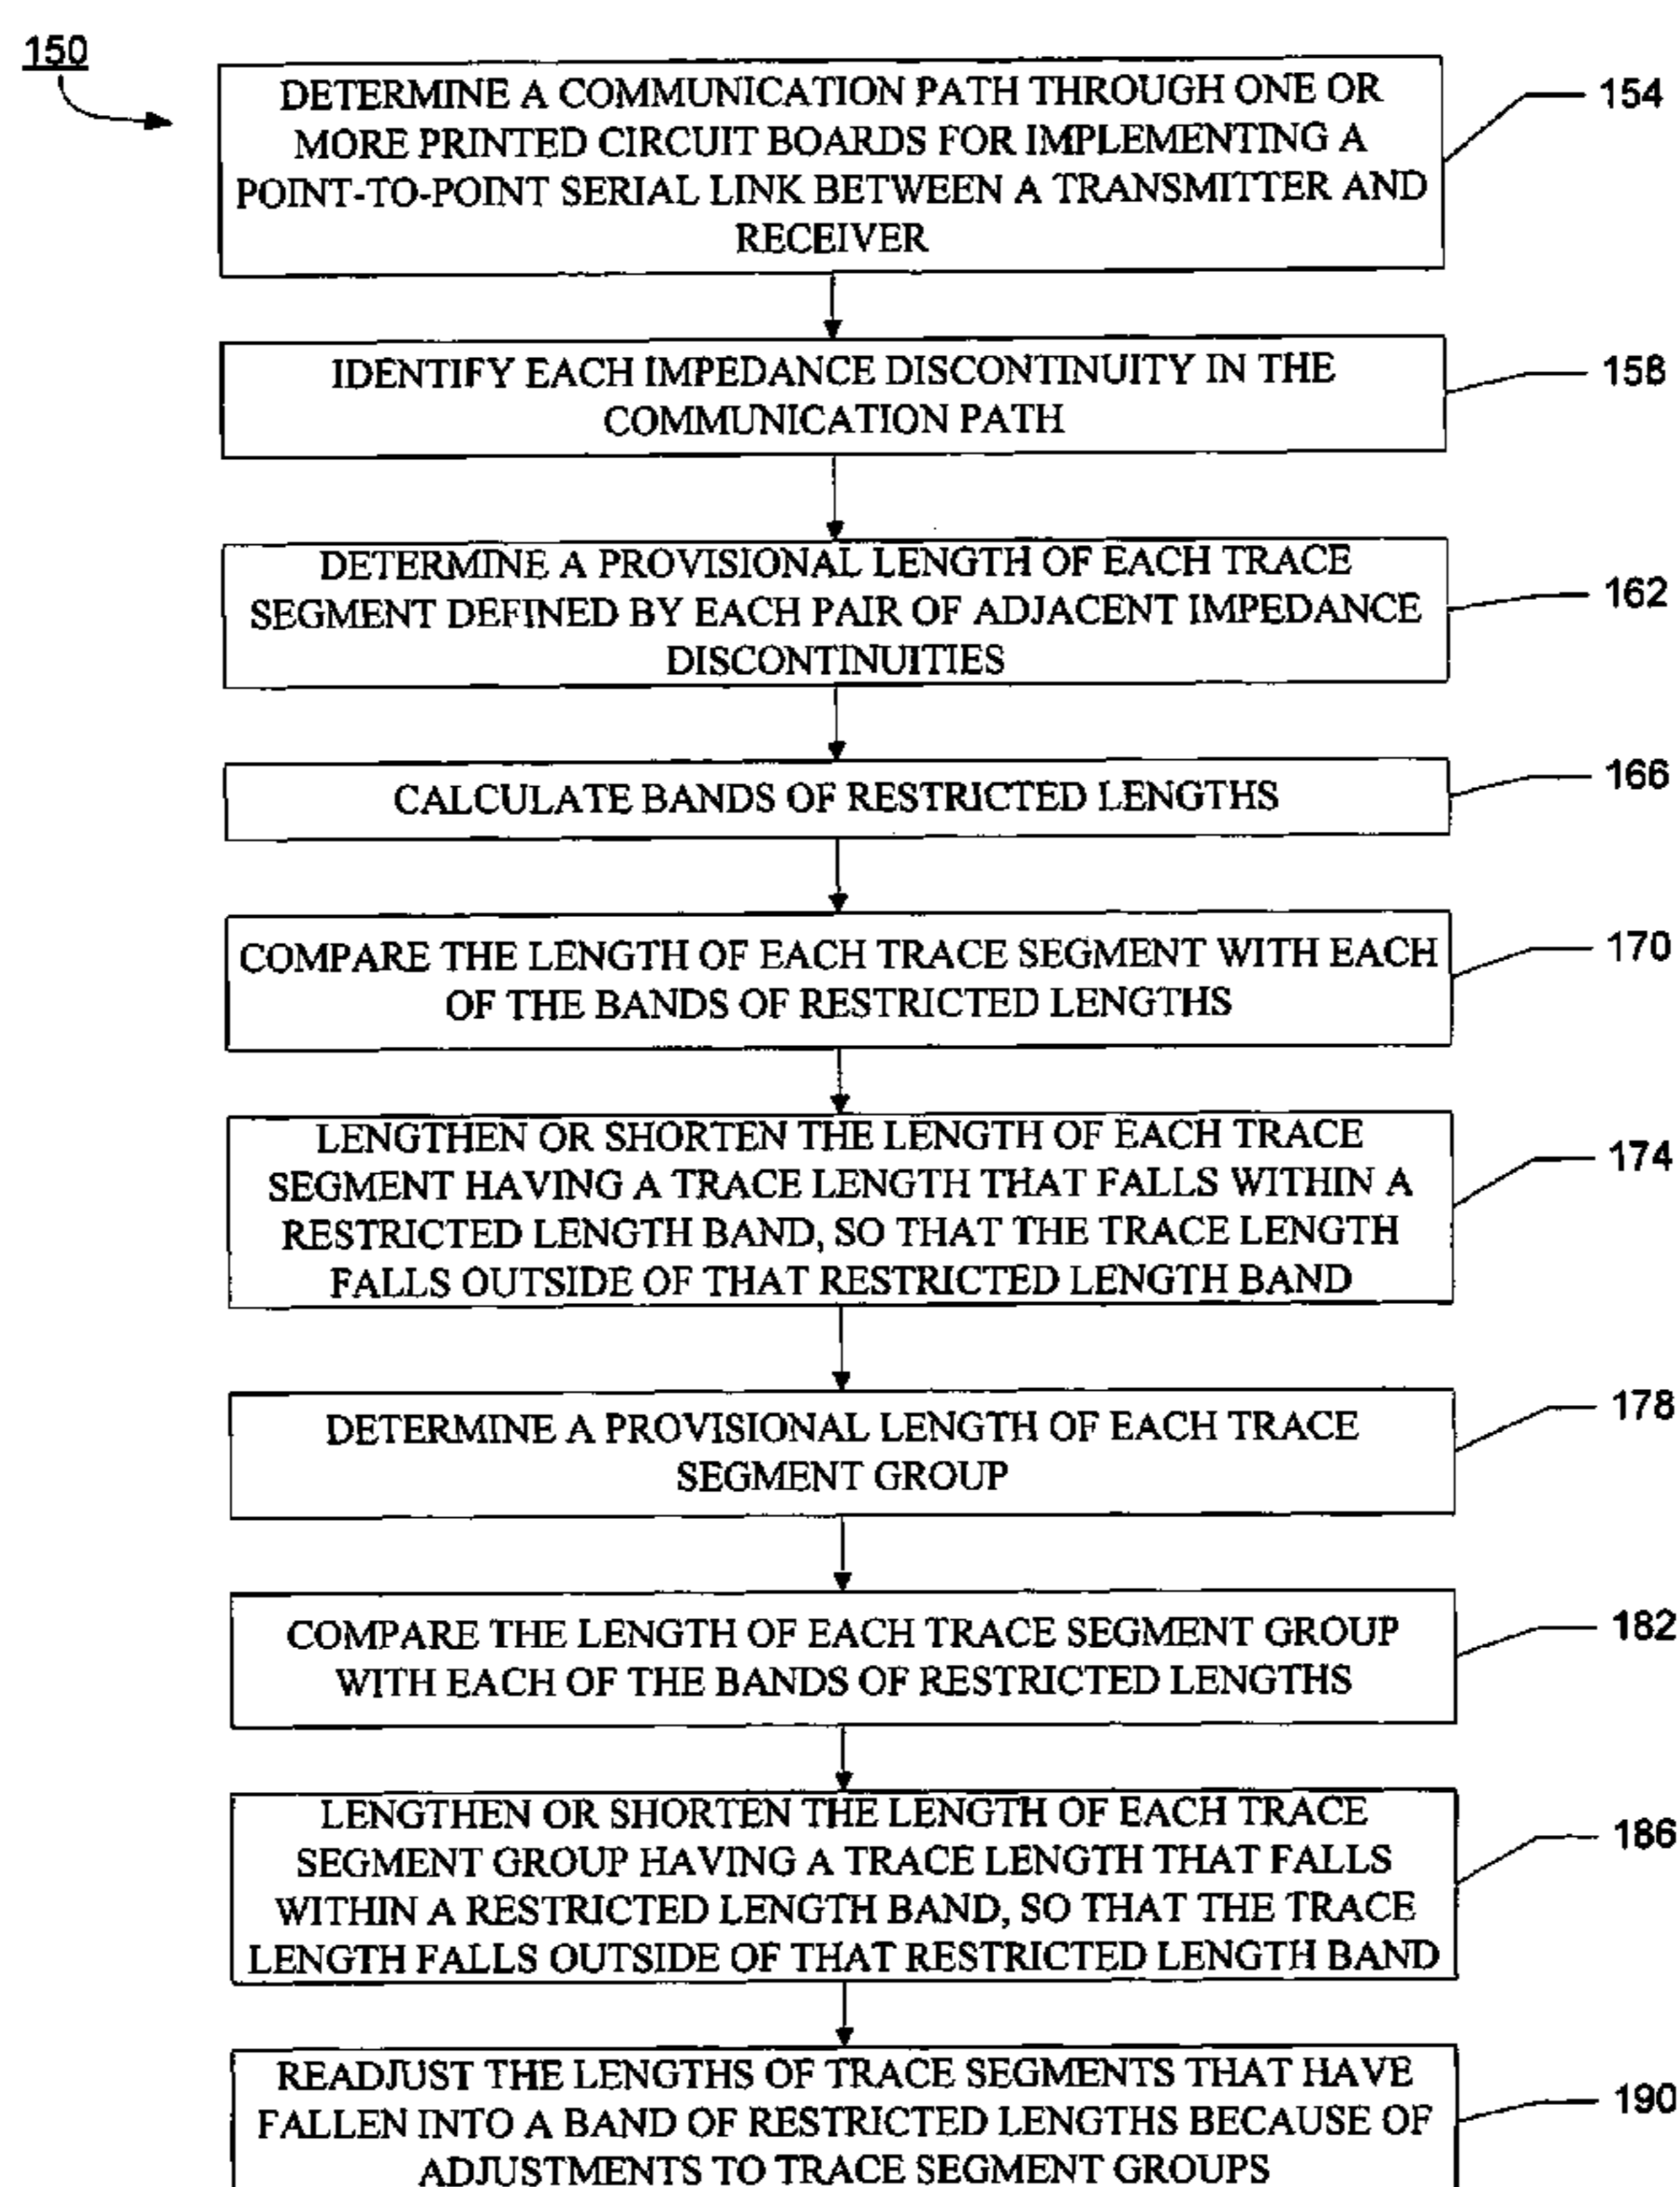 150
DETERMINE A COMMUNICATION PATH THROUGH ONE OR
MORE PRINTED CIRCUIT BOARDS FOR IMPLEMENTING A
POINT-TO-POINT SERIAL LINK BETWEEN A TRANSMITTER AND
RECEIVER
154
IDENTIFY EACH IMPEDANCE DISCONTINUITY IN THE
COMMUNICATION PATH
158
DETERMINE A PROVISIONAL LENGTH OF EACH TRACE
SEGMENT DEFINED BY EACH PAIR OF ADJACENT IMPEDANCE
DISCONTINUITIES
162
CALCULATE BANDS OF RESTRICTED LENGTHS
166
COMPARE THE LENGTH OF EACH TRACE SEGMENT WITH EACH
OF THE BANDS OF RESTRICTED LENGTHS
170
LENGTHEN OR SHORTEN THE LENGTH OF EACH TRACE
SEGMENT HAVING A TRACE LENGTH THAT FALLS WITHIN A
RESTRICTED LENGTH BAND, SO THAT THE TRACE LENGTH
FALLS OUTSIDE OF THAT RESTRICTED LENGTH BAND
174
DETERMINE A PROVISIONAL LENGTH OF EACH TRACE
SEGMENT GROUP
178
COMPARE THE LENGTH OF EACH TRACE SEGMENT GROUP
WITH EACH OF THE BANDS OF RESTRICTED LENGTHS
182
LENGTHEN OR SHORTEN THE LENGTH OF EACH TRACE
SEGMENT GROUP HAVING A TRACE LENGTH THAT FALLS
WITHIN A RESTRICTED LENGTH BAND, SO THAT THE TRACE
LENGTH FALLS OUTSIDE OF THAT RESTRICTED LENGTH BAND
186
READJUST THE LENGTHS OF TRACE SEGMENTS THAT HAVE
FALLEN INTO A BAND OF RESTRICTED LENGTHS BECAUSE OF
ADJUSTMENTS TO TRACE SEGMENT GROUPS
190